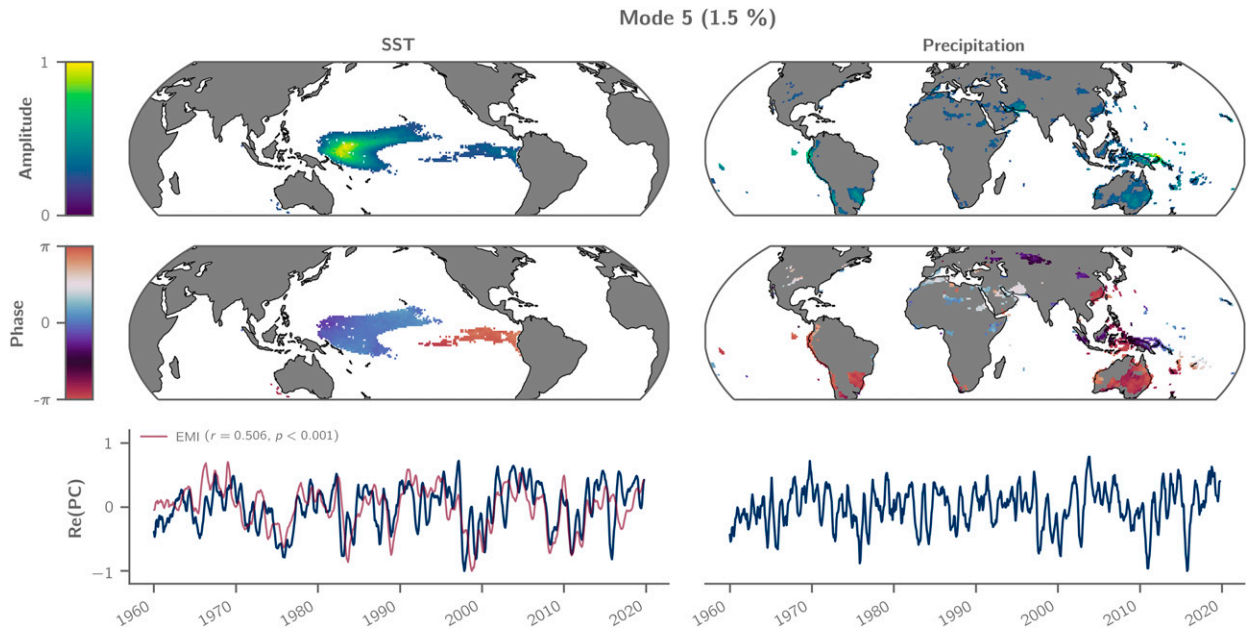 Mode 5 (1.5 %)
SST
Precipitation
1
Amplitude
0
π
Phase
0
-π
EMI (r = 0.506, p < 0.001)
1
Re(PC)
0
−1
1960
1970
1980
1990
2000
2010
2020
1960
1970
1980
1990
2000
2010
2020